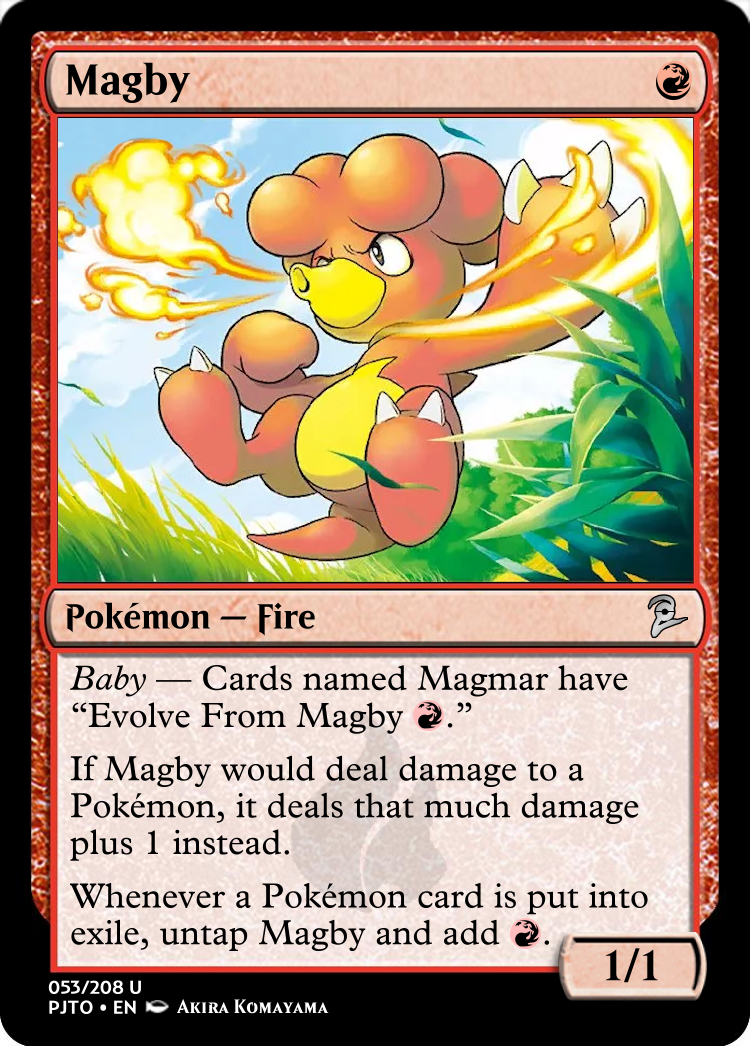 Magby
Pokémon — Fire
Baby — Cards named Magmar have
“Evolve From Magby .”
If Magby would deal damage to a
Pokémon, it deals that much damage
plus 1 instead.
Whenever a Pokémon card is put into
exile, untap Magby and add .
1/1
053/208 U
PJTO • EN Akira Komayama